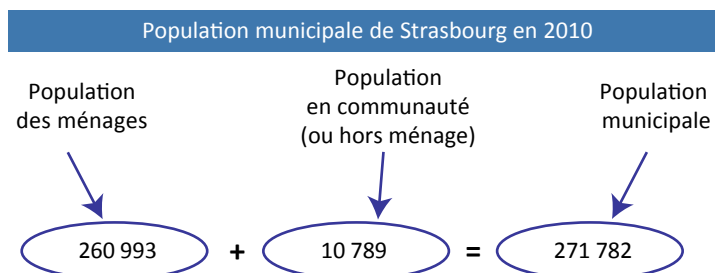 Population municipale de Strasbourg en 2010
Population
des ménages
Population
en communauté
(ou hors ménage)
Population
municipale
260 993 + 10 789 = 271 782